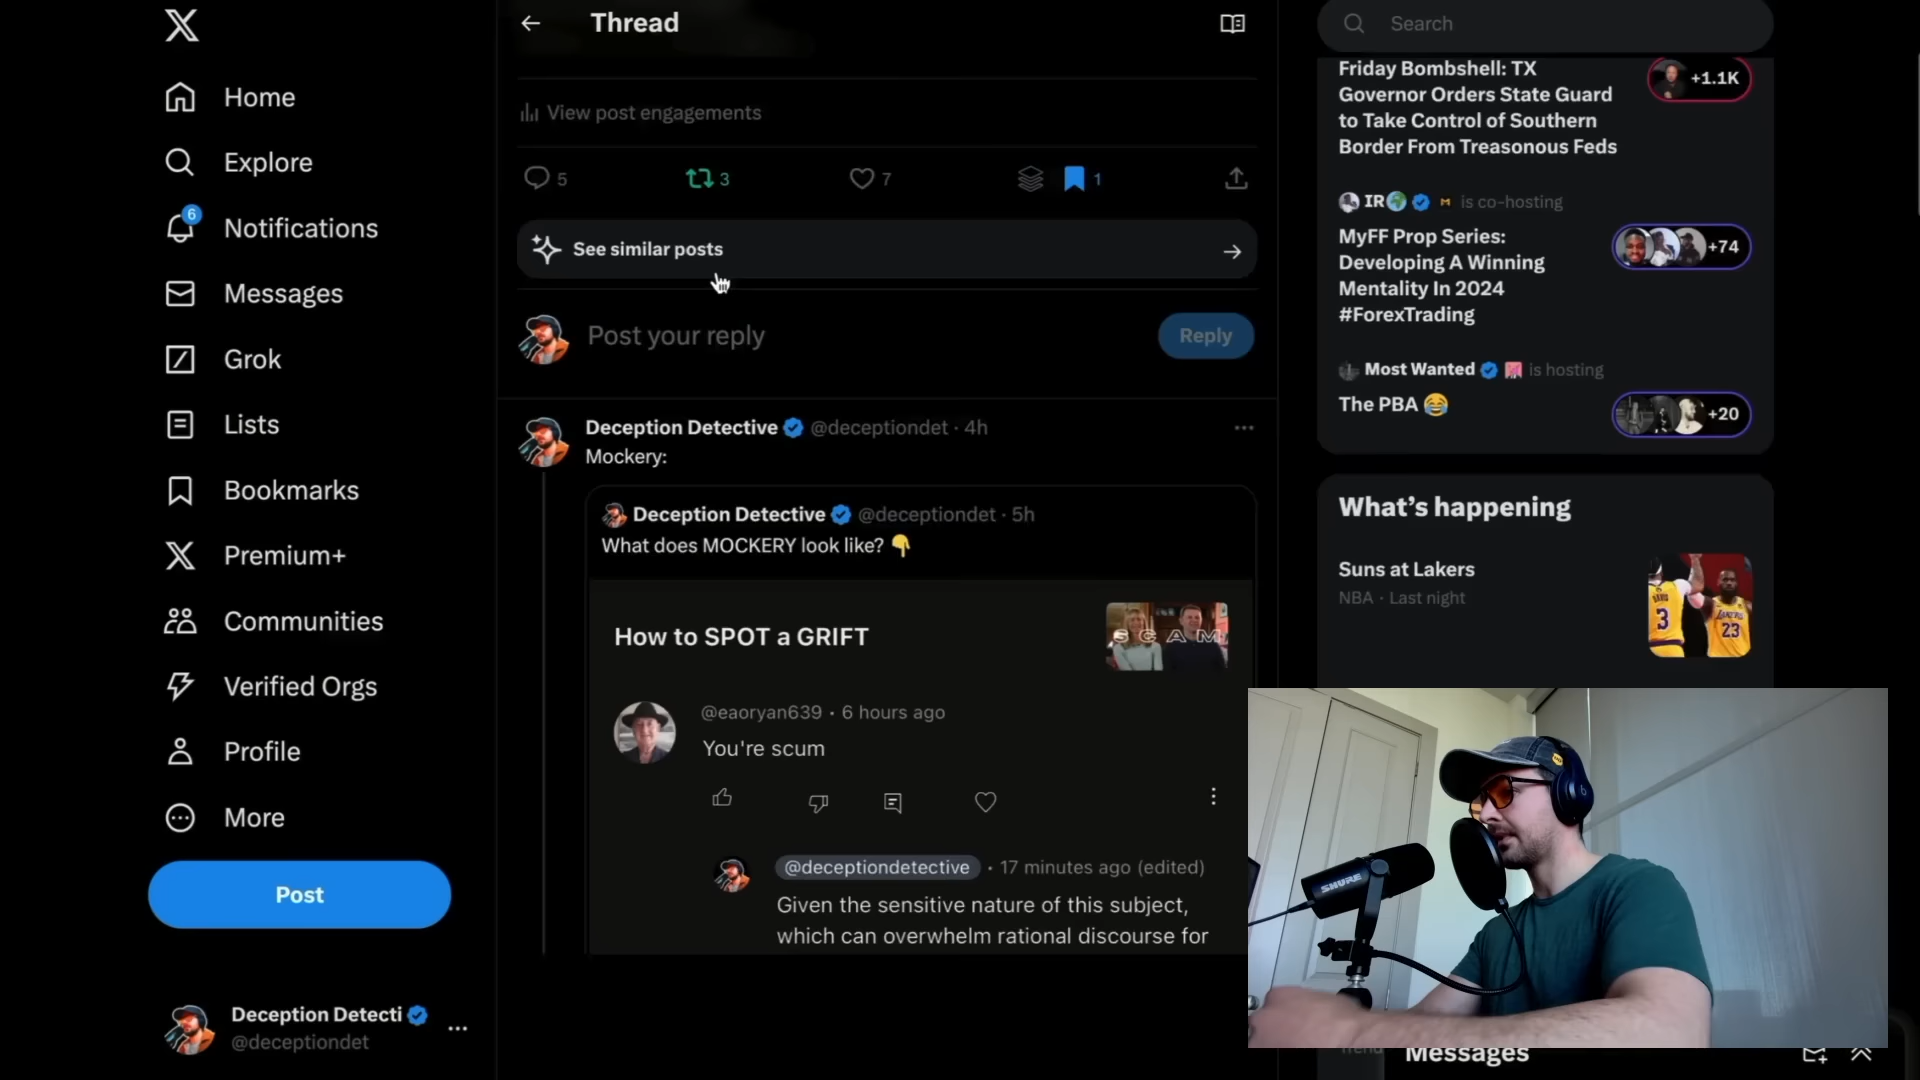 Home
Explore
6
Notifications
Messages
Grok
Lists
Bookmarks
Premium+
Communities
Verified Orgs
Profile
More
Post
Deception Detecti
@deceptiondet
Thread
View post engagements
5
3
7
1
See similar posts
Post your reply
Reply
Deception Detective @deceptiondet · 4h
Mockery:
Deception Detective @deceptiondet · 5h
What does MOCKERY look like? 👇
How to SPOT a GRIFT
SCAM
@eaoryan639 • 6 hours ago
You're scum
@deceptiondetective • 17 minutes ago (edited)
Given the sensitive nature of this subject,
which can overwhelm rational discourse for
Search
Friday Bombshell: TX
Governor Orders State Guard
to Take Control of Southern
Border From Treasonous Feds
+1.1K
IR🌍 is co-hosting
MyFF Prop Series:
Developing A Winning
Mentality In 2024
#ForexTrading
+74
Most Wanted is hosting
The PBA 😂
+20
What's happening
Suns at Lakers
NBA · Last night
3
23
SHURE
Messages